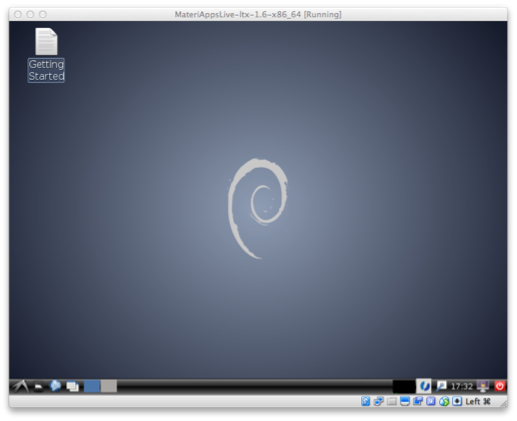 MateriAppsLive-ltx-1.6-x86_64 [Running]
Getting
Started
17:32
Left ⌘